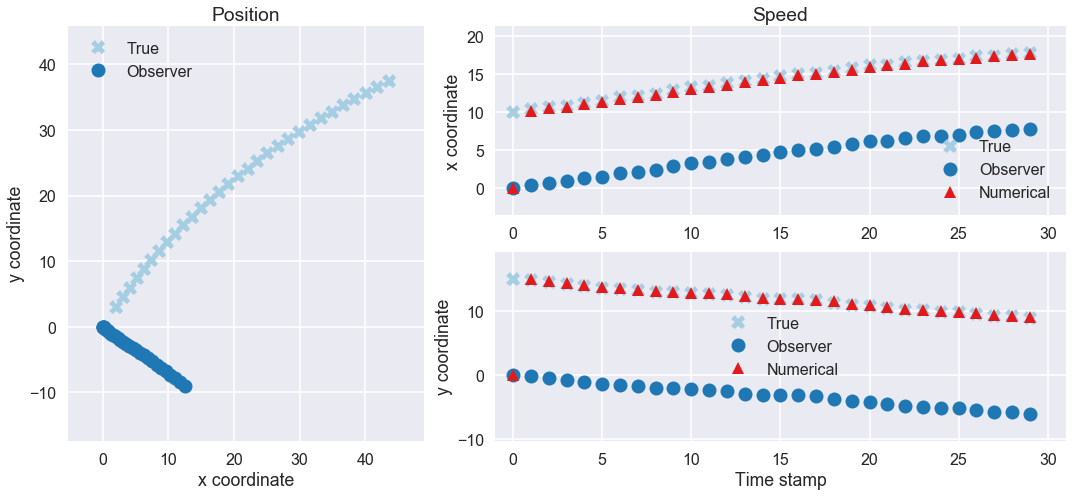 Position
True
Observer
40
30
20
10
0
−10
0 10 20 30 40
x coordinate
y coordinate
Speed
20
15
10
5
0
x coordinate
True
Observer
Numerical
0 5 10 15 20 25 30
10
0
−10
y coordinate
True
Observer
Numerical
0 5 10 15 20 25 30
Time stamp